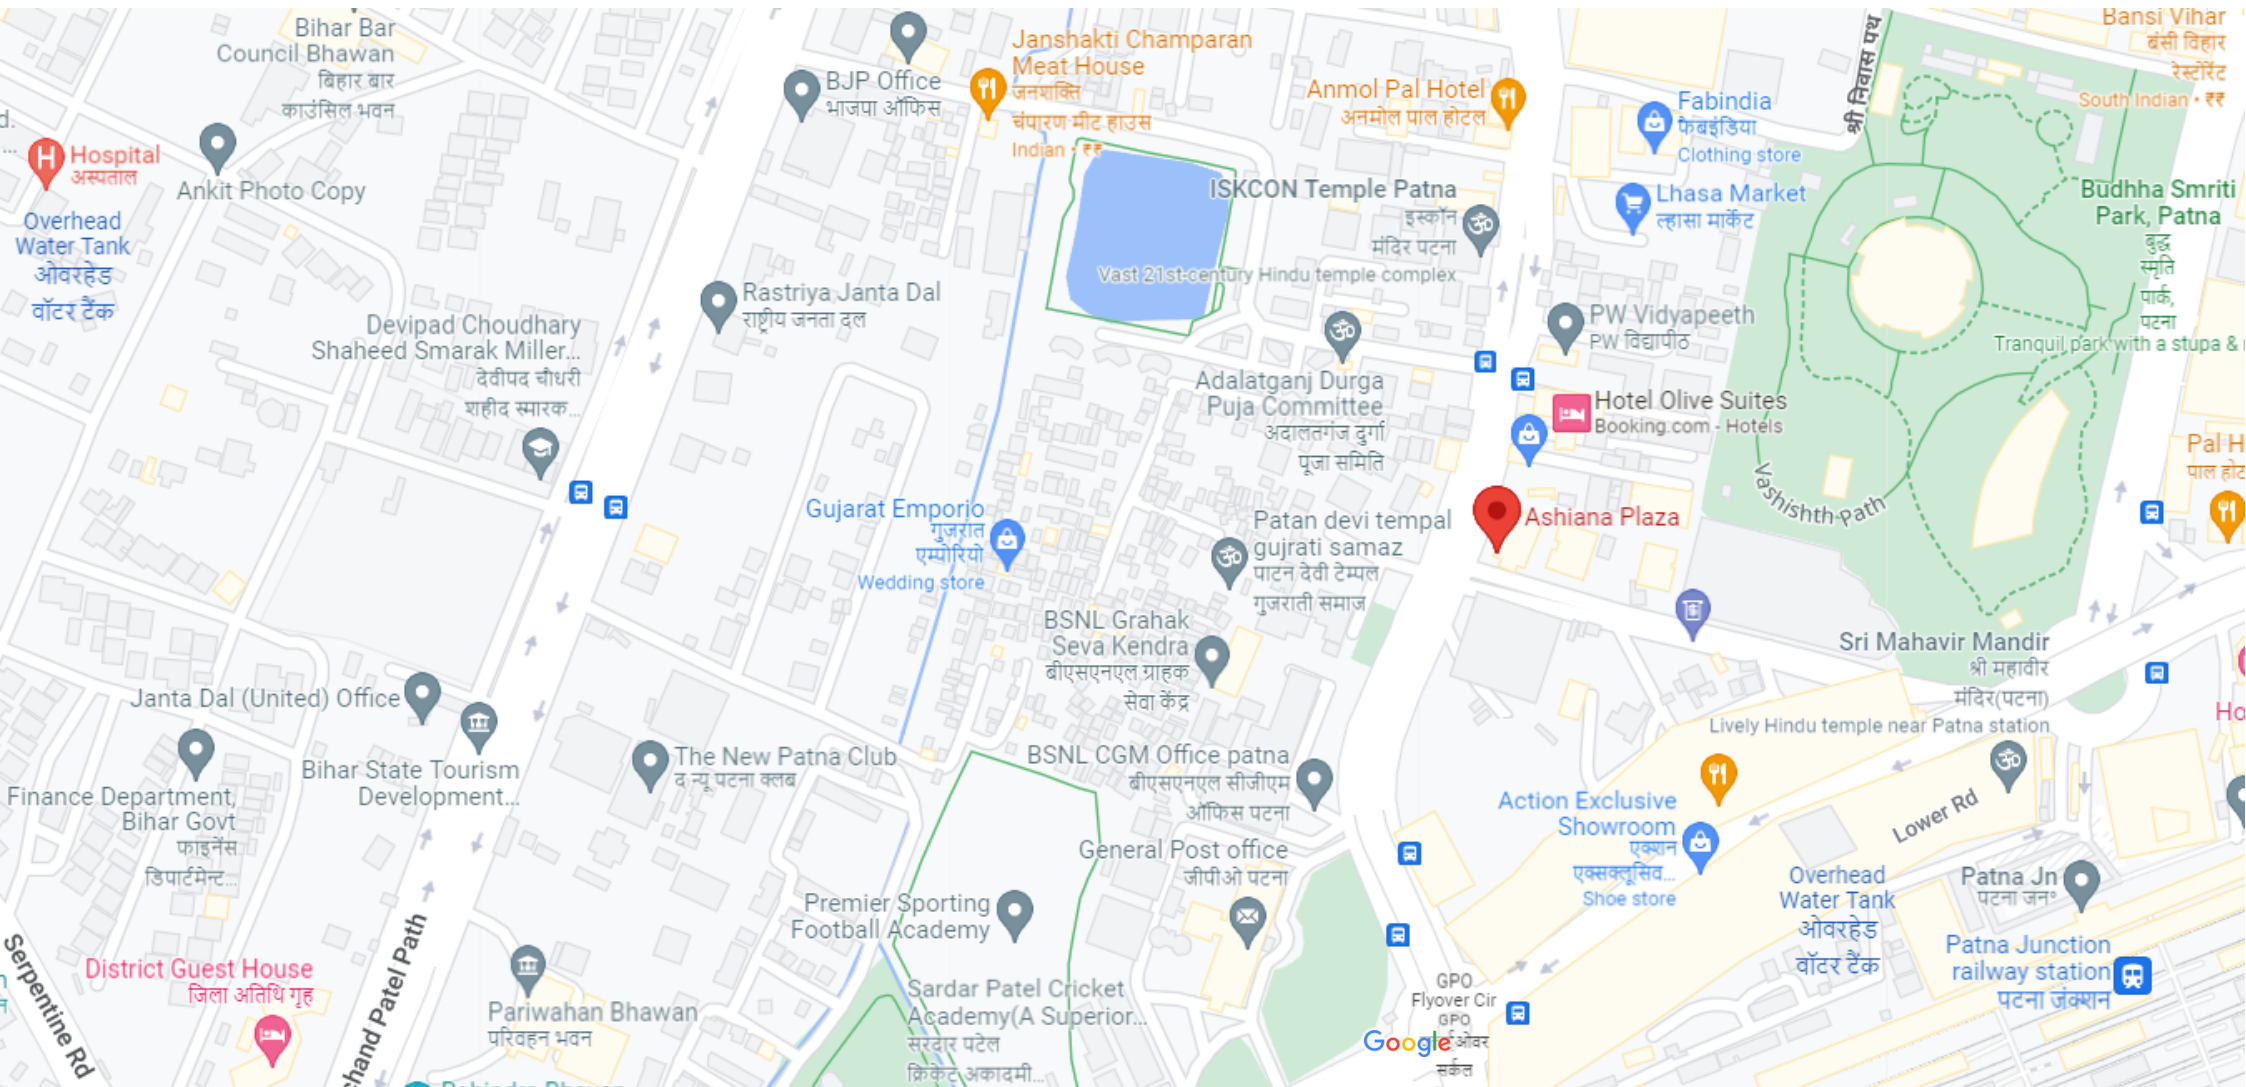 Bihar Bar
Council Bhawan
बिहार बार
काउंसिल भवन
BJP Office
भाजपा ऑफिस
Janshakti Champaran
Meat House
जनशक्ति
चंपारण मीट हाउस
Indian • ₹₹
Anmol Pal Hotel
अनमोल पाल होटल
Fabindia
फैबइंडिया
Clothing store
श्री निवास पथ
Bansi Vihar
बंसी विहार
रेस्टोरेंट
South Indian • ₹₹
d.
...
Hospital
अस्पताल
Ankit Photo Copy
Overhead
Water Tank
ओवरहेड
वॉटर टैंक
ISKCON Temple Patna
इस्कॉन
मंदिर पटना
Vast 21st-century Hindu temple complex
Lhasa Market
ल्हासा मार्केट
Budhha Smriti
Park, Patna
बुद्ध
स्मृति
पार्क,
पटना
Tranquil park with a stupa &
Rastriya Janta Dal
राष्ट्रीय जनता दल
Devipad Choudhary
Shaheed Smarak Miller...
देवीपद चौधरी
शहीद स्मारक...
PW Vidyapeeth
PW विद्यापीठ
Adalatganj Durga
Puja Committee
अदालतगंज दुर्गा
पूजा समिति
Hotel Olive Suites
Booking.com - Hotels
Pal H
पाल होट
Vashishth Path
Gujarat Emporio
गुजरात
एम्पोरियो
Wedding store
Patan devi tempal
gujrati samaz
पाटन देवी टेम्पल
गुजराती समाज
Ashiana Plaza
BSNL Grahak
Seva Kendra
बीएसएनएल ग्राहक
सेवा केंद्र
Sri Mahavir Mandir
श्री महावीर
मंदिर(पटना)
Lively Hindu temple near Patna station
Janta Dal (United) Office
Ho
Bihar State Tourism
Development...
The New Patna Club
द न्यू पटना क्लब
BSNL CGM Office patna
बीएसएनएल सीजीएम
ऑफिस पटना
Finance Department,
Bihar Govt
फाइनेंस
डिपार्टमेन्ट...
Action Exclusive
Showroom
एक्शन
एक्सक्लूसिव...
Shoe store
Lower Rd
General Post office
जीपीओ पटना
Overhead
Water Tank
ओवरहेड
वॉटर टैंक
Patna Jn
पटना जन॰
Premier Sporting
Football Academy
Patna Junction
railway station
पटना जंक्शन
Serpentine Rd
District Guest House
जिला अतिथि गृह
chand Patel Path
Pariwahan Bhawan
परिवहन भवन
Sardar Patel Cricket
Academy(A Superior...
सरदार पटेल
क्रिकेट अकादमी...
GPO
Flyover Cir
GPO
Google
सर्कल